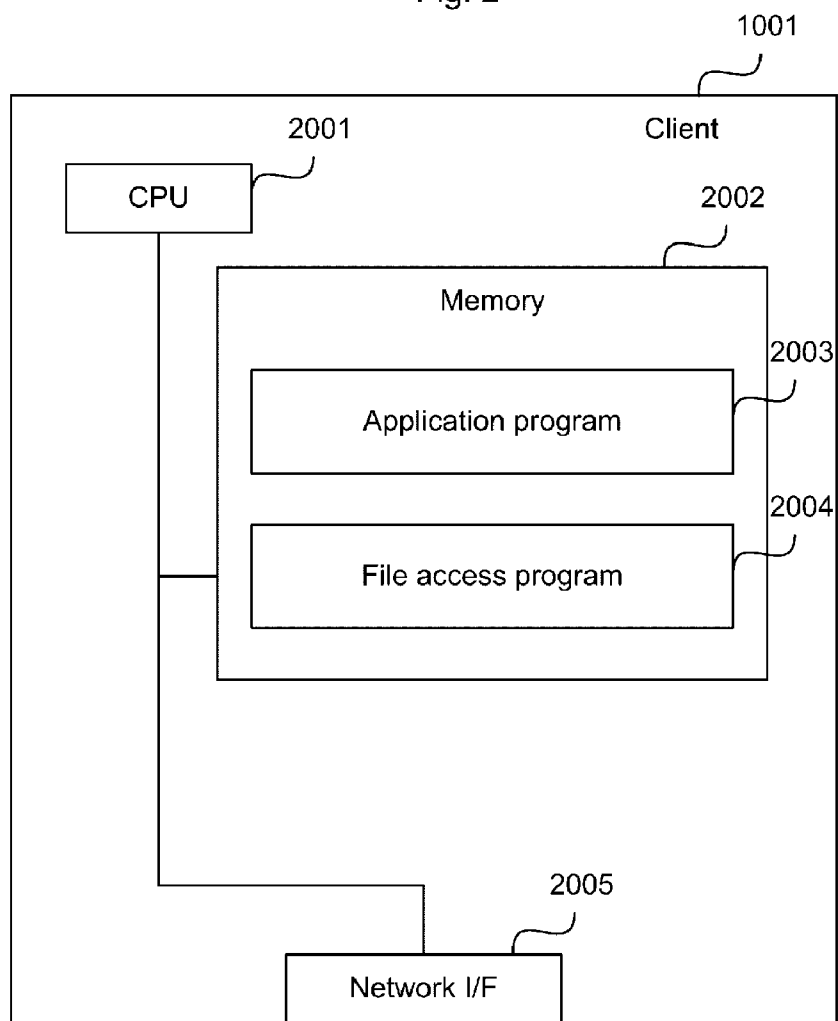 Fig. 2
1001
Client
2001
CPU
2002
Memory
2003
Application program
2004
File access program
2005
Network I/F